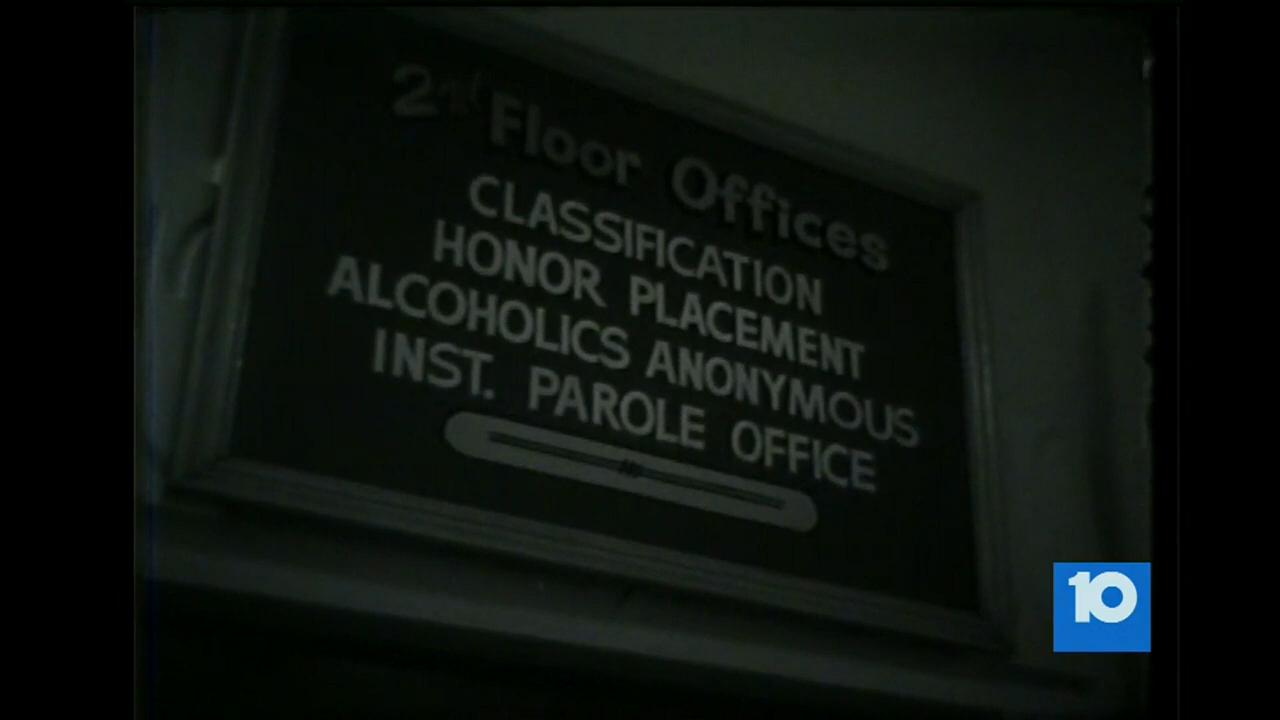 2nd Floor Offices
CLASSIFICATION
HONOR PLACEMENT
ALCOHOLICS ANONYMOUS
INST. PAROLE OFFICE
10